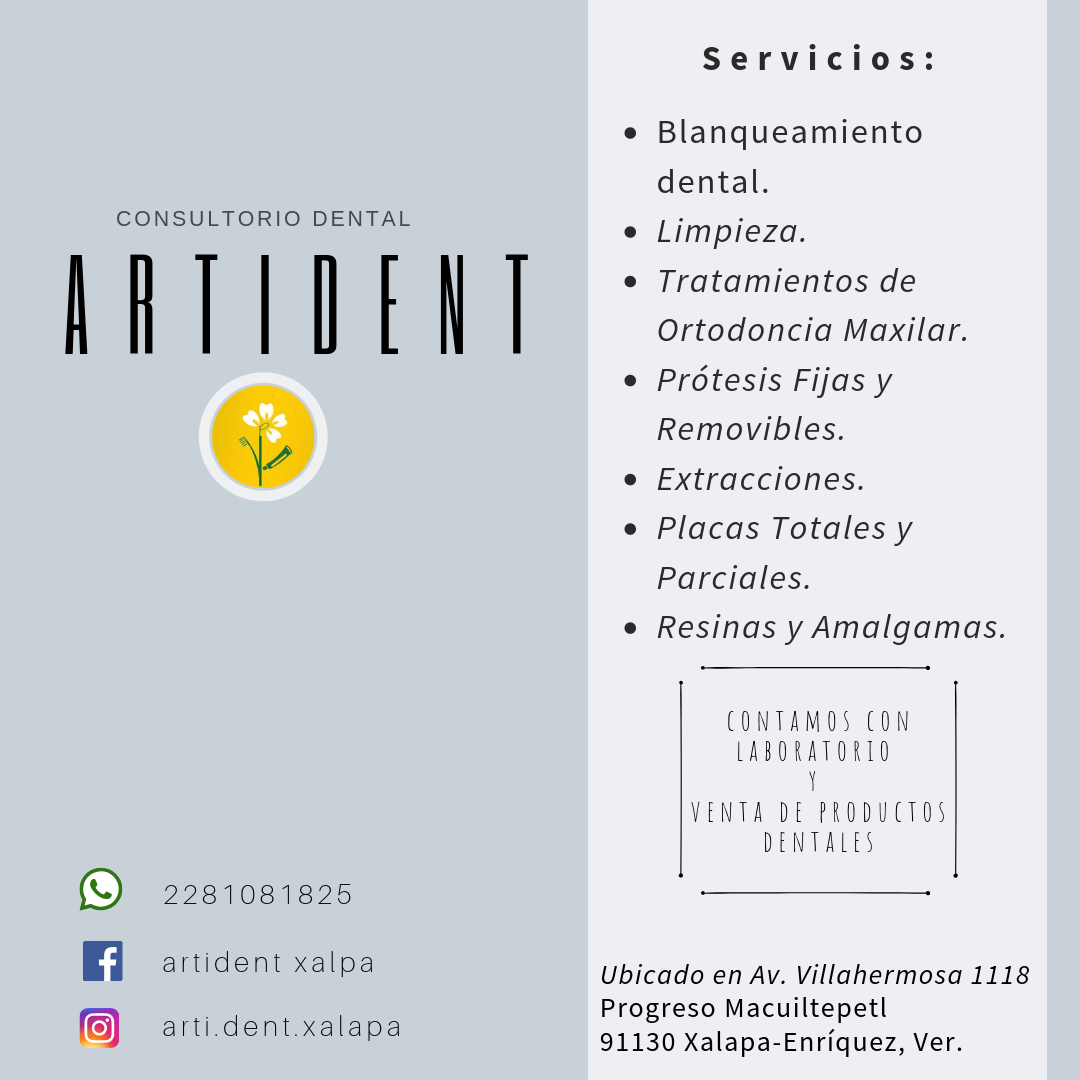 CONSULTORIO DENTAL
ARTIDENT
2281081825
artident xalpa
arti.dent.xalapa
Servicios:
• Blanqueamiento
dental.
• Limpieza.
• Tratamientos de
Ortodoncia Maxilar.
• Prótesis Fijas y
Removibles.
• Extracciones.
• Placas Totales y
Parciales.
• Resinas y Amalgamas.
CONTAMOS CON
LABORATORIO
Y
VENTA DE PRODUCTOS
DENTALES
Ubicado en Av. Villahermosa 1118
Progreso Macuiltepetl
91130 Xalapa-Enríquez, Ver.